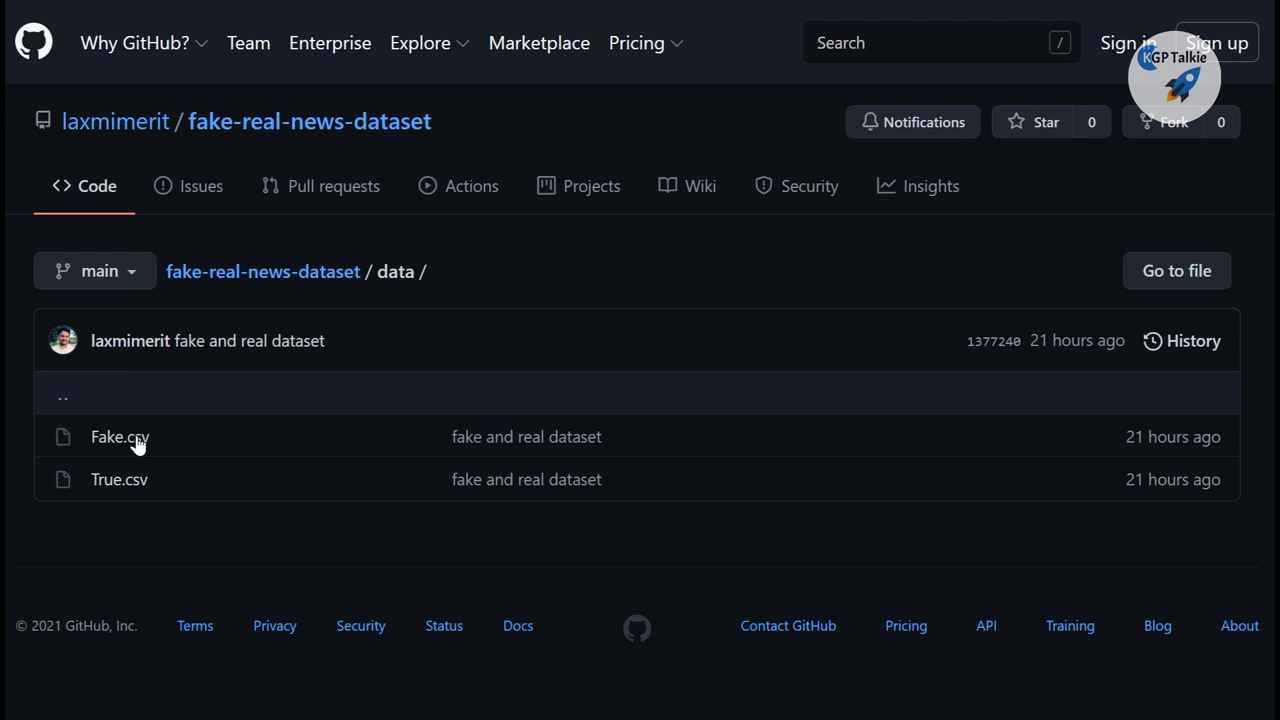 Why GitHub? Team Enterprise Explore Marketplace Pricing Search / Sign in Sign up
KGP Talkie
laxmimerit / fake-real-news-dataset Notifications Star 0 Fork 0
Code Issues Pull requests Actions Projects Wiki Security Insights
main fake-real-news-dataset / data / Go to file
laxmimerit fake and real dataset 1377240 21 hours ago History
..
Fake.csv fake and real dataset 21 hours ago
True.csv fake and real dataset 21 hours ago
© 2021 GitHub, Inc. Terms Privacy Security Status Docs Contact GitHub Pricing API Training Blog About